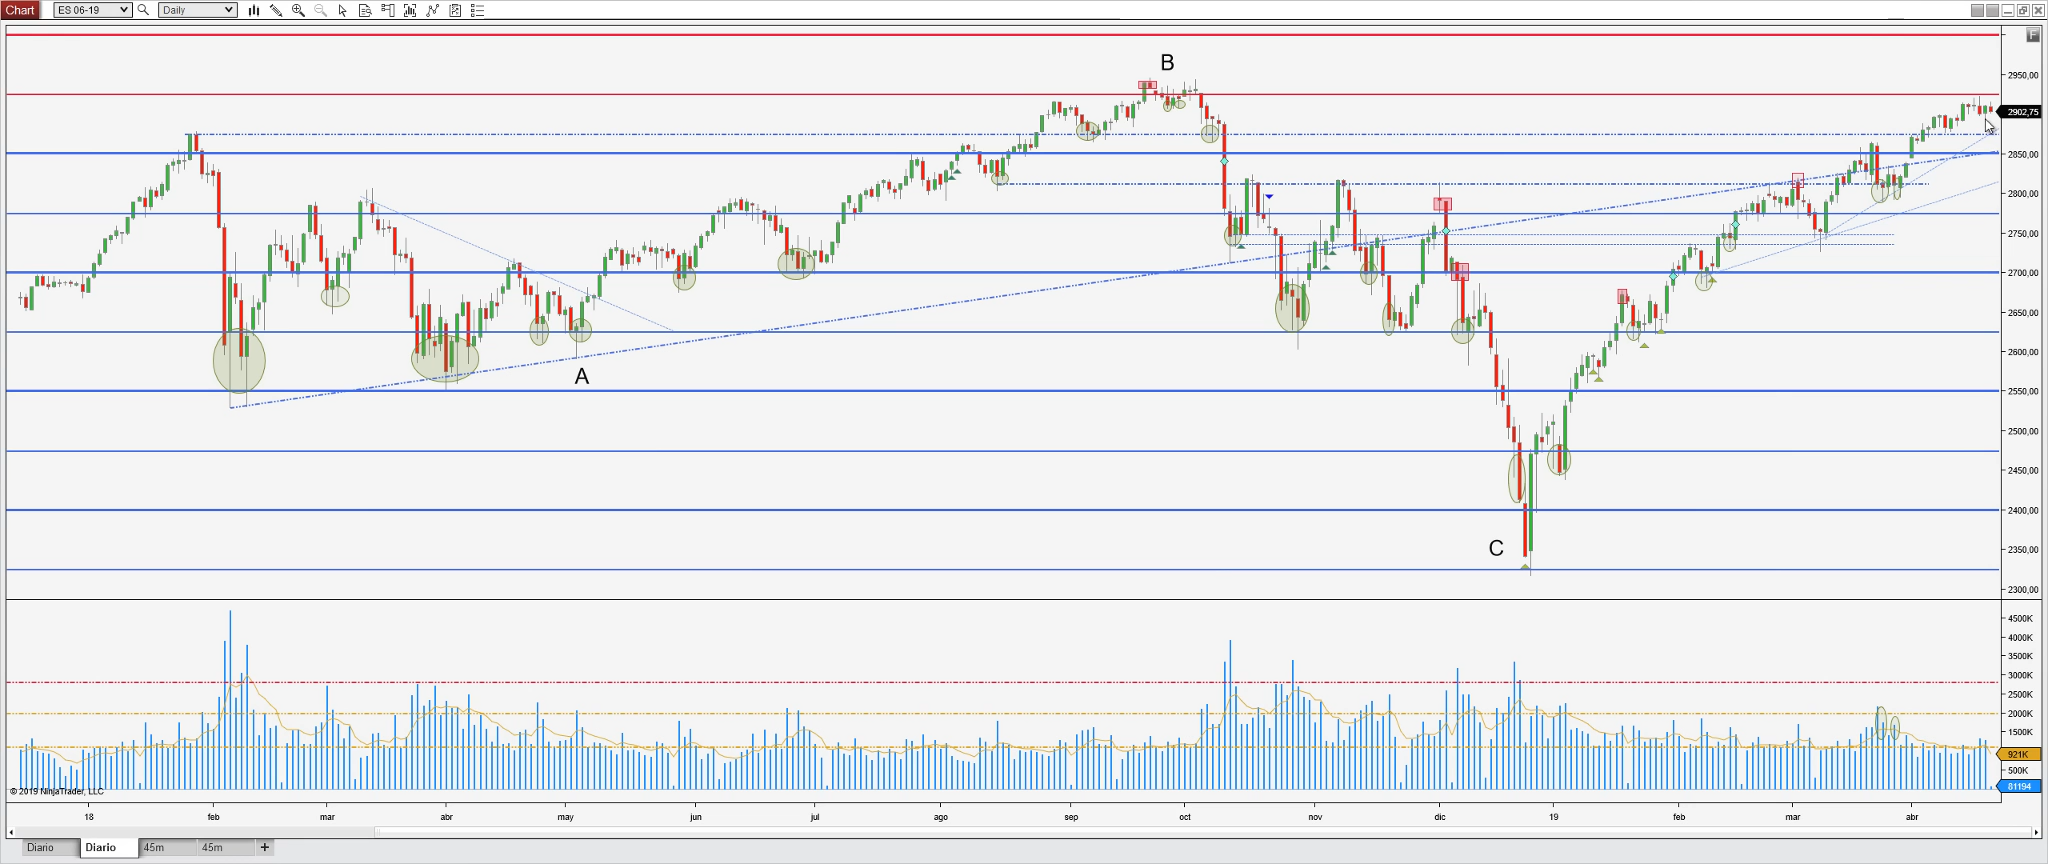 Chart ES 06-19 Daily
F
B
2950,00
2902,75
2850,00
2800,00
2750,00
2700,00
2650,00
2600,00
A
2550,00
2500,00
2450,00
2400,00
C
2350,00
2300,00
4500K
4000K
3500K
3000K
2500K
2000K
1500K
921K
500K
81194
© 2019 NinjaTrader, LLC
18 feb mar abr may jun jul ago sep oct nov dic 19 feb mar abr
Diario Diario 45m 45m +